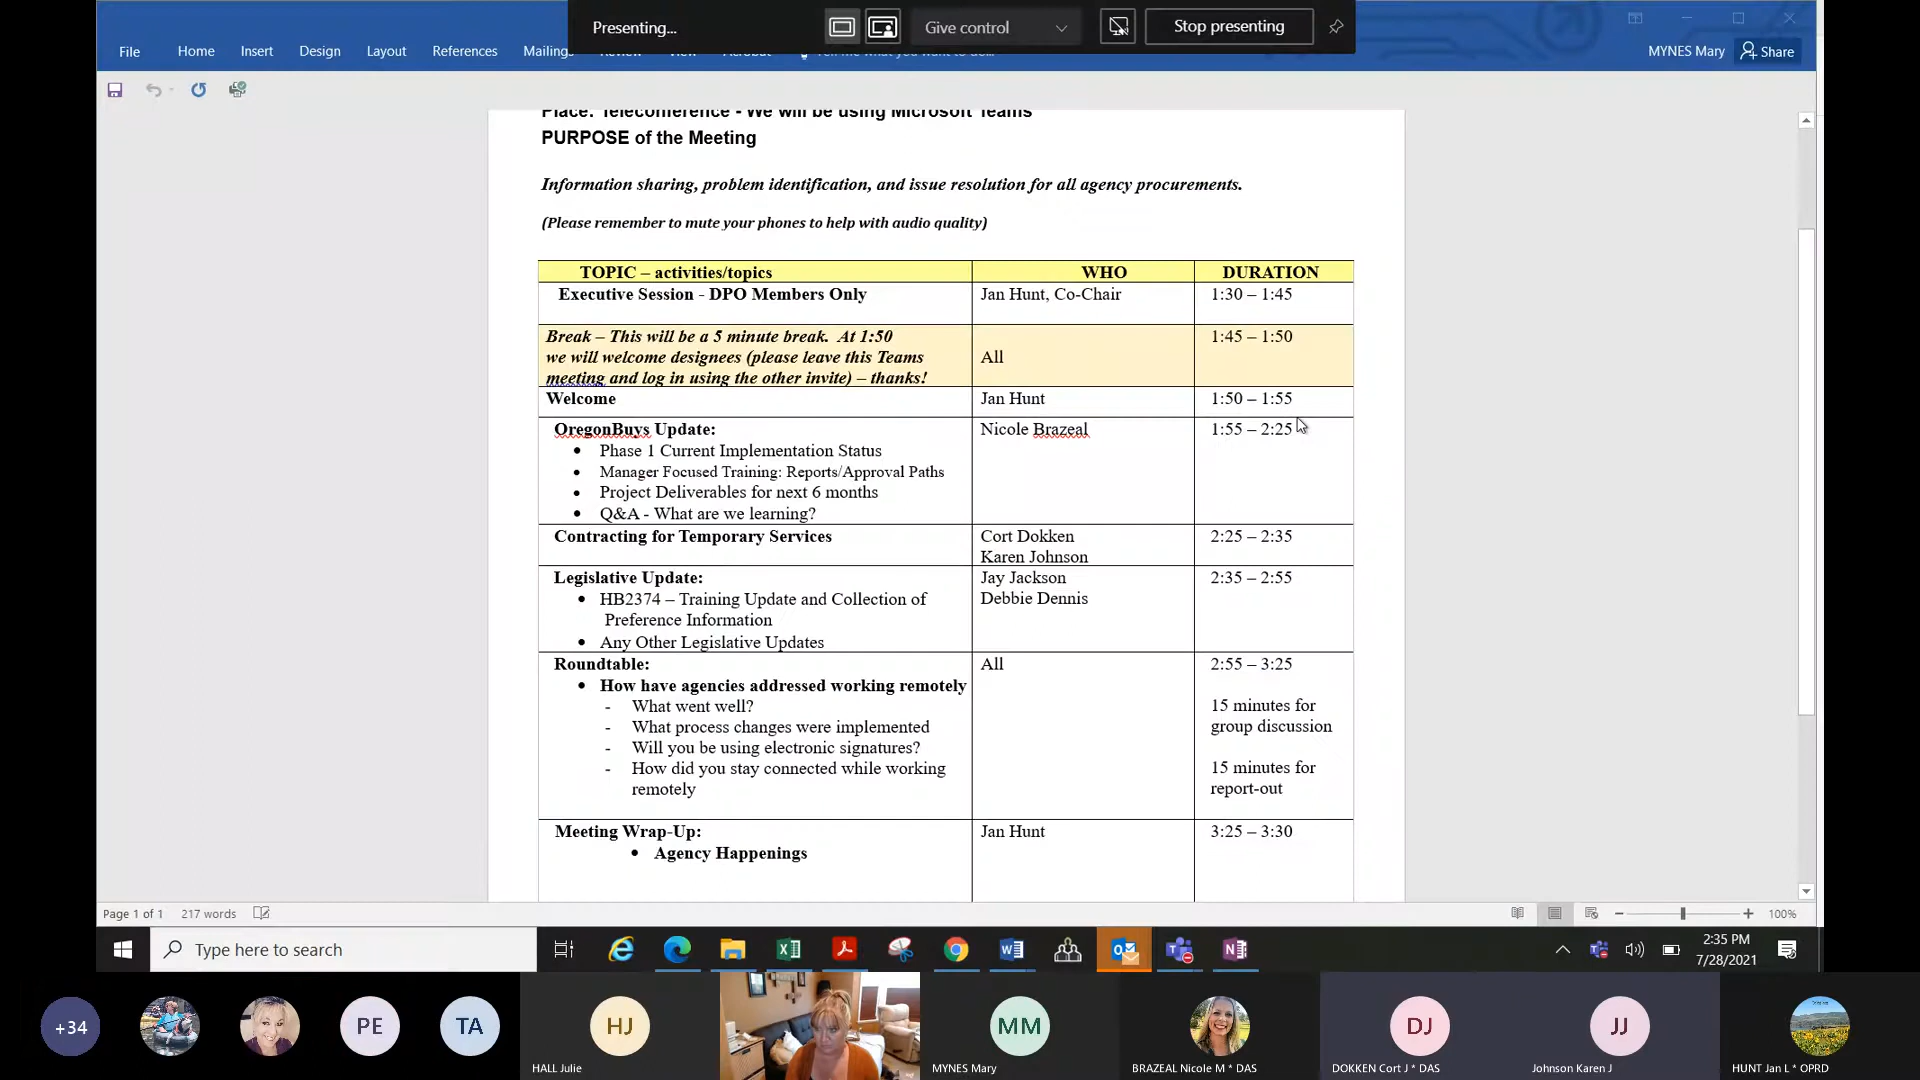 Presenting...
Give control
Stop presenting
File
Home
Insert
Design
Layout
References
Mailings
MYNES Mary
Share
Place: Teleconference - We will be using Microsoft Teams
PURPOSE of the Meeting
Information sharing, problem identification, and issue resolution for all agency procurements.
(Please remember to mute your phones to help with audio quality)
TOPIC – activities/topics
WHO
DURATION
Executive Session - DPO Members Only
Jan Hunt, Co-Chair
1:30 – 1:45
Break – This will be a 5 minute break. At 1:50
we will welcome designees (please leave this Teams
meeting and log in using the other invite) – thanks!
All
1:45 – 1:50
Welcome
Jan Hunt
1:50 – 1:55
OregonBuys Update:
Nicole Brazeal
1:55 – 2:25
• Phase 1 Current Implementation Status
• Manager Focused Training: Reports/Approval Paths
• Project Deliverables for next 6 months
• Q&A - What are we learning?
Contracting for Temporary Services
Cort Dokken
Karen Johnson
2:25 – 2:35
Legislative Update:
Jay Jackson
Debbie Dennis
2:35 – 2:55
• HB2374 – Training Update and Collection of
Preference Information
• Any Other Legislative Updates
Roundtable:
All
2:55 – 3:25
• How have agencies addressed working remotely
- What went well?
- What process changes were implemented
- Will you be using electronic signatures?
- How did you stay connected while working
remotely
15 minutes for
group discussion
15 minutes for
report-out
Meeting Wrap-Up:
Jan Hunt
3:25 – 3:30
• Agency Happenings
Page 1 of 1
217 words
100%
Type here to search
2:35 PM
7/28/2021
+34
PE
TA
HJ
HALL Julie
MM
MYNES Mary
BRAZEAL Nicole M * DAS
DJ
DOKKEN Cort J * DAS
JJ
Johnson Karen J
HUNT Jan L * OPRD